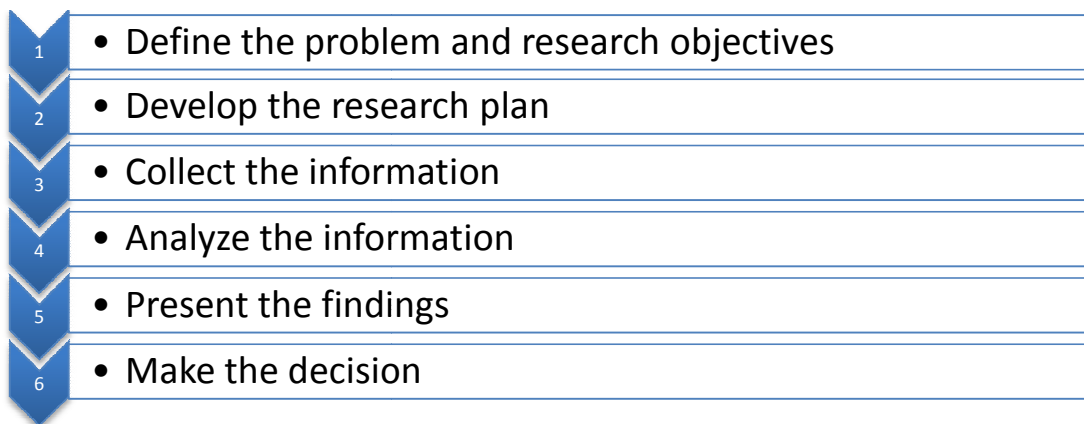 1 • Define the problem and research objectives
2 • Develop the research plan
3 • Collect the information
4 • Analyze the information
5 • Present the findings
6 • Make the decision